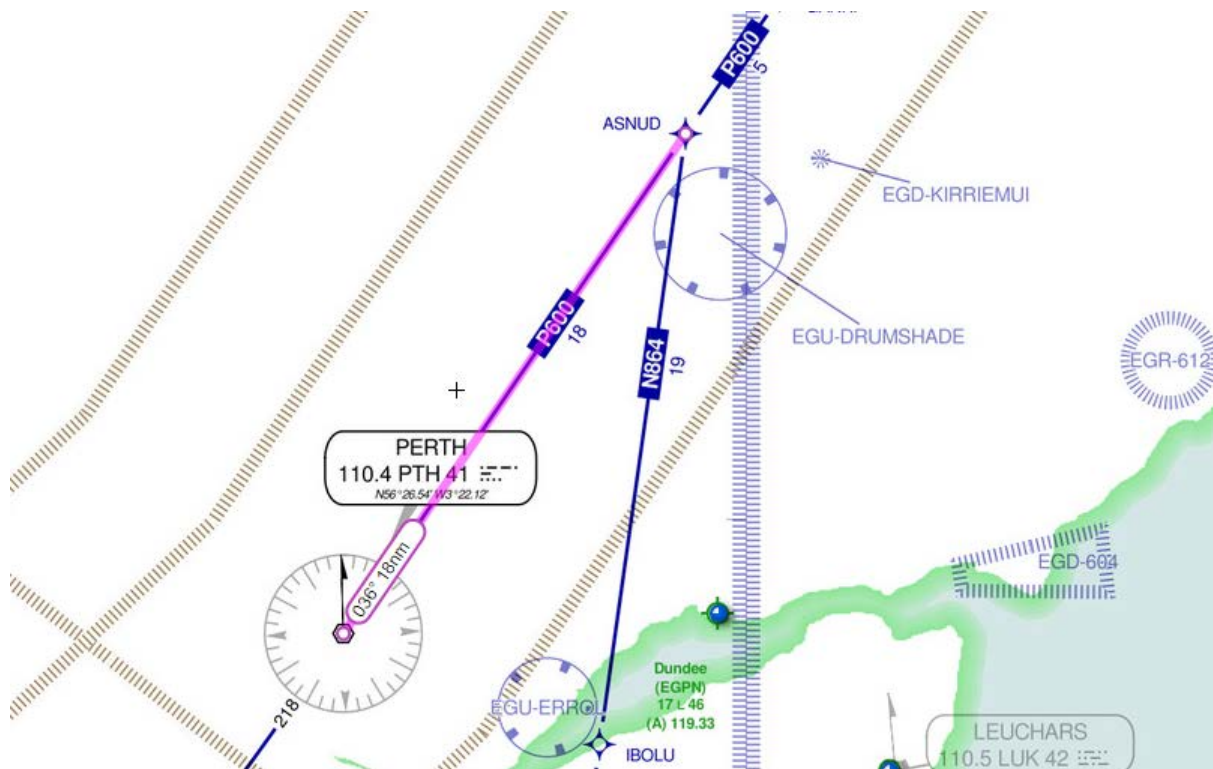 P600
5
ASNUD
EGD-KIRRIEMUI
P600
18
EGU-DRUMSHADE
N864
19
EGR-612
PERTH
110.4 PTH 41
N56°26.54' W3°22.12'
036° 18nm
EGD-604
218
Dundee
(EGPN)
17 L 46
(A) 119.33
EGU-ERROL
IBOLU
LEUCHARS
110.5 42